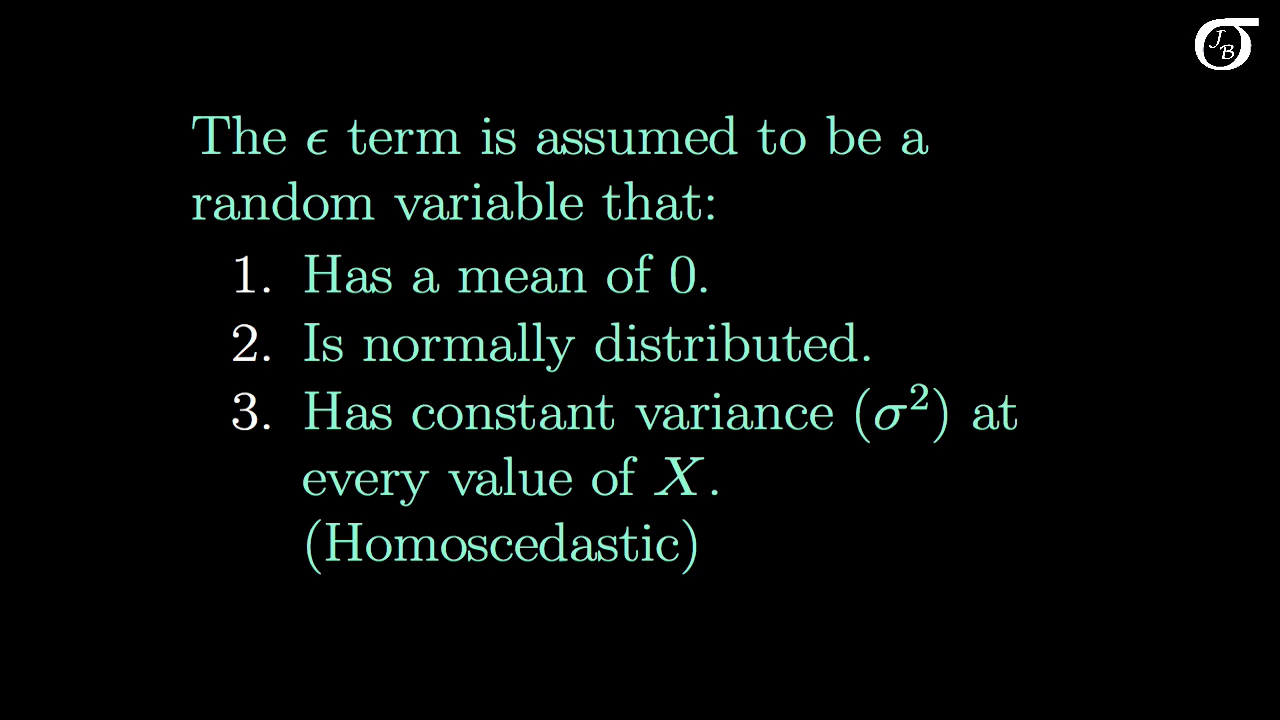 σ
J
B
The ϵ term is assumed to be a
random variable that:
1. Has a mean of 0.
2. Is normally distributed.
3. Has constant variance (σ²) at
every value of X.
(Homoscedastic)